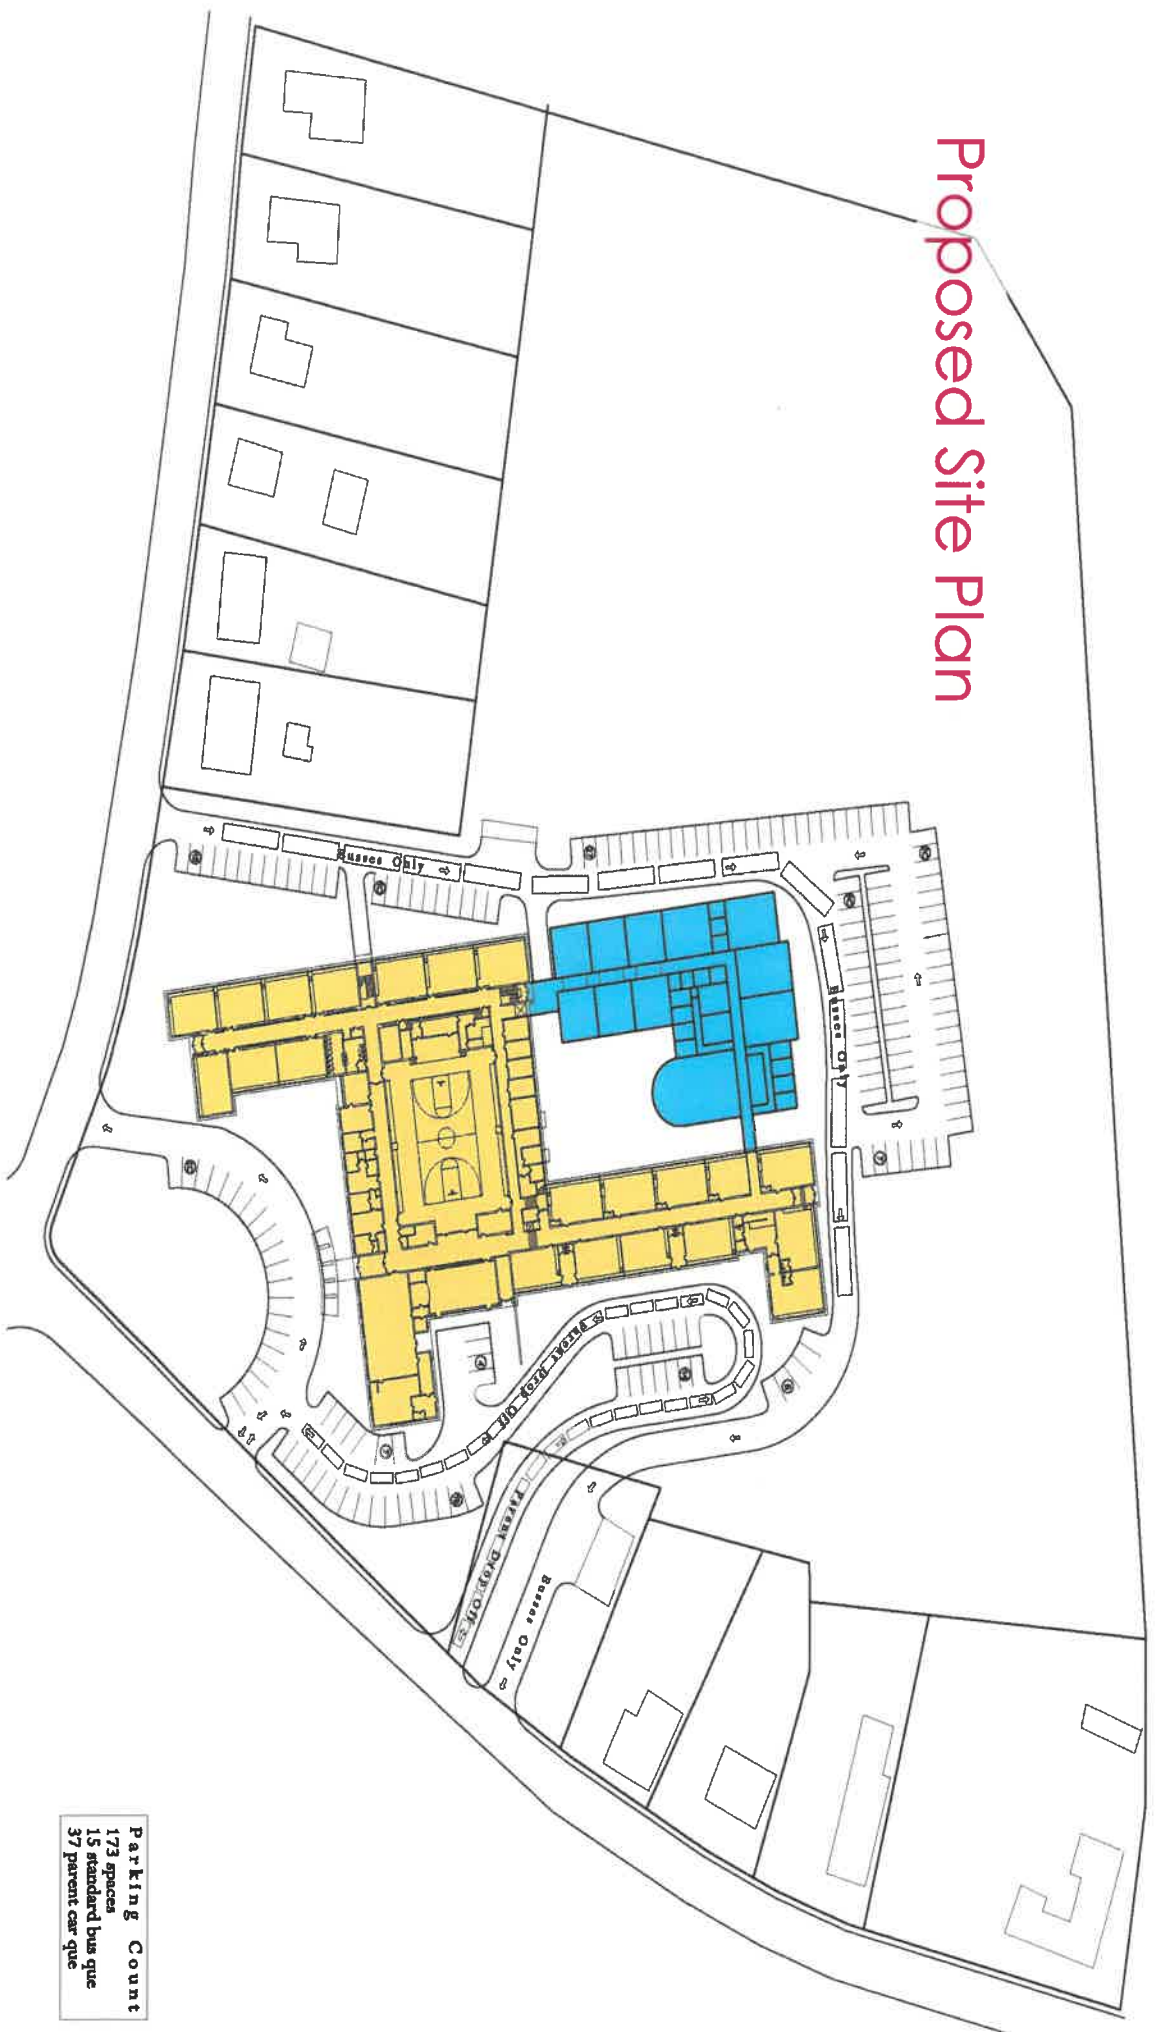 Proposed Site Plan
Busses Only
Busses Only
Parent Drop Off
Parent Drop Off
Busses Only
Parking Count
173 spaces
15 standard bus que
37 parent car que